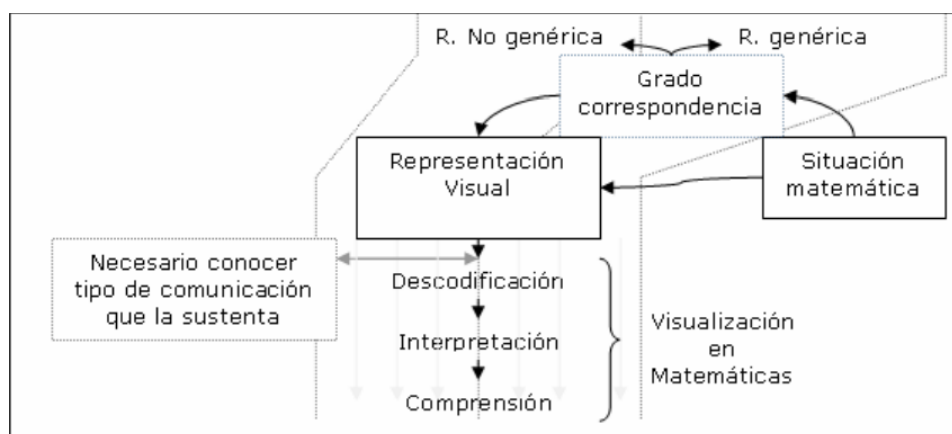 R. No genérica
R. genérica
Grado
correspondencia
Representación
Visual
Situación
matemática
Necesario conocer
tipo de comunicación
que la sustenta
Descodificación
Interpretación
Comprensión
Visualización
en
Matemáticas